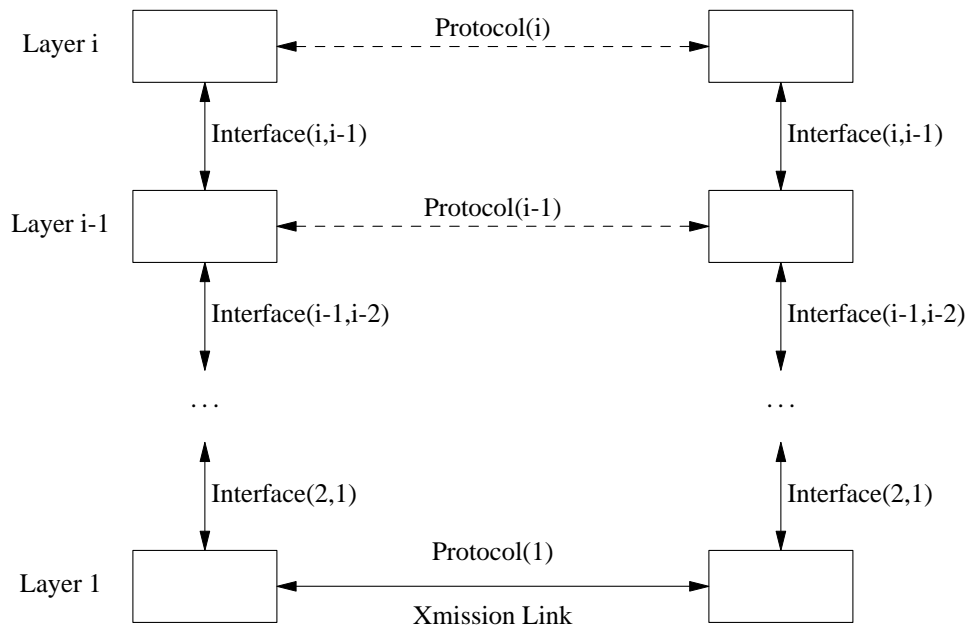 Protocol(i)
Layer i
Interface(i,i-1)
Interface(i,i-1)
Protocol(i-1)
Layer i-1
Interface(i-1,i-2)
Interface(i-1,i-2)
...
...
Interface(2,1)
Interface(2,1)
Protocol(1)
Layer 1
Xmission Link